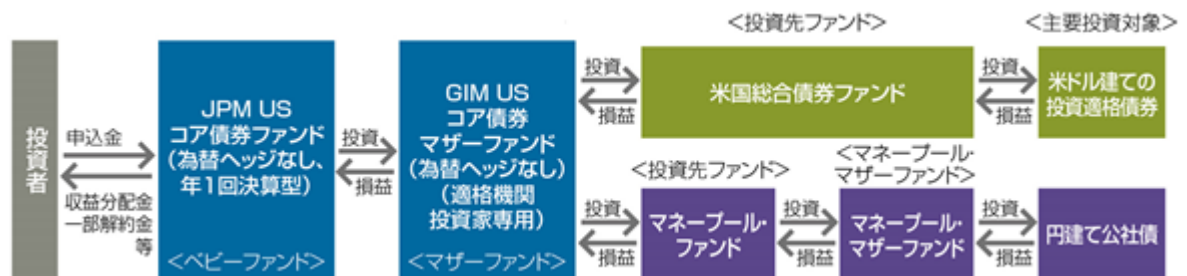 投資者
申込金
収益分配金
一部解約金
等
JPM US
コア債券ファンド
(為替ヘッジなし、
年1回決算型)
<ベビーファンド>
投資
損益
GIM US
コア債券
マザーファンド
(為替ヘッジなし)
(適格機関
投資家専用)
<マザーファンド>
<投資先ファンド>
投資
損益
米国総合債券ファンド
投資
損益
<主要投資対象>
米ドル建ての
投資適格債券
<投資先ファンド>
投資
損益
マネープール・
ファンド
投資
損益
<マネープール・
マザーファンド>
マネープール・
マザーファンド
投資
損益
円建て公社債